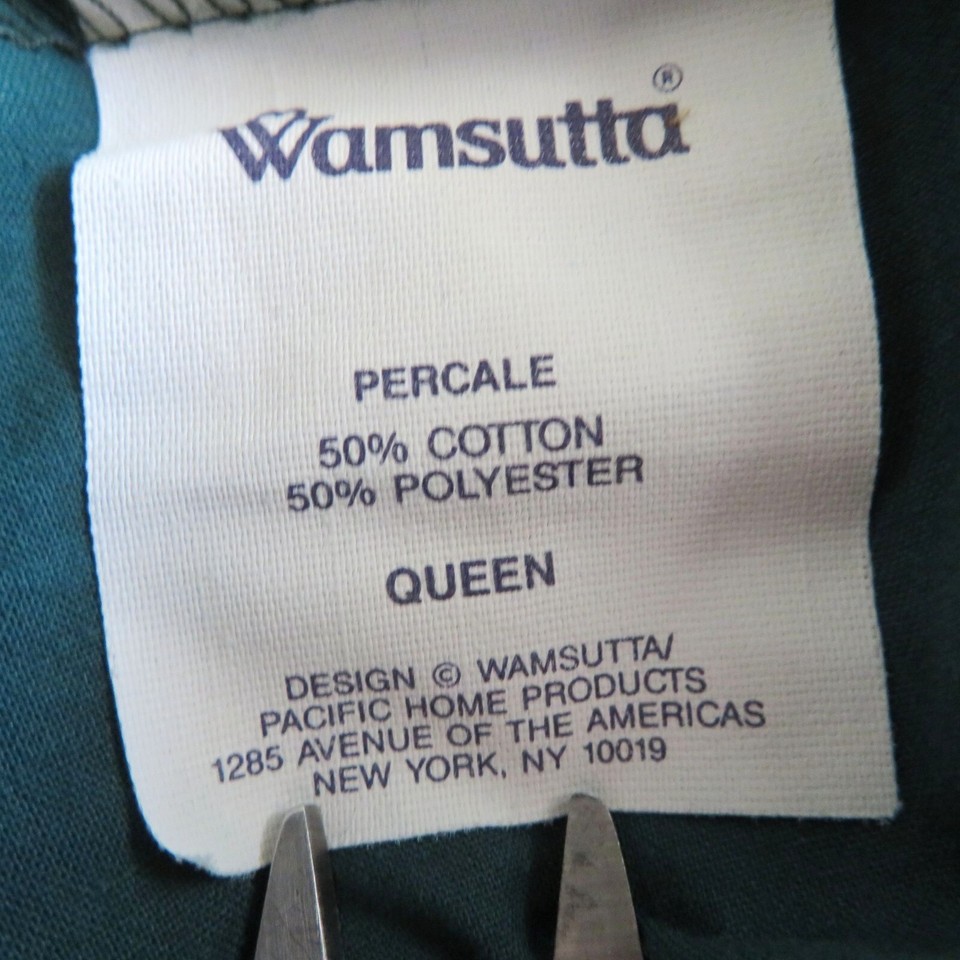 Wamsutta®
PERCALE
50% COTTON
50% POLYESTER
QUEEN
DESIGN © WAMSUTTA/
PACIFIC HOME PRODUCTS
1285 AVENUE OF THE AMERICAS
NEW YORK, NY 10019